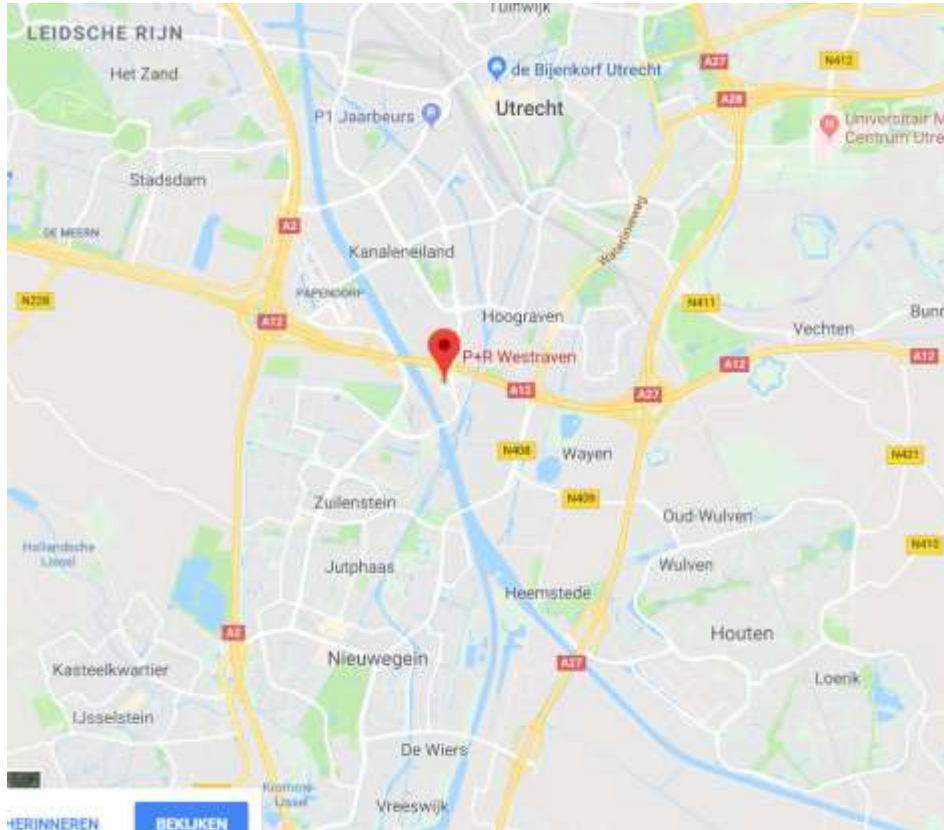 Tuinwijk
LEIDSCHE RIJN
A27
N412
Het Zand
de Bijenkorf Utrecht
A28
P1 Jaarbeurs
Utrecht
Universitair M
Centrum Utre
Stadsdam
A2
Waterlinieweg
DE MEERN
Kanaleneiland
N228
PAPENDORP
N411
A12
Hoograven
Vechten
Bunn
P+R Westraven
A12
A12
A12
A27
N408
Wayen
N421
Zuilenstein
N409
Oud-Wulven
Hollandsche
IJssel
N410
Jutphaas
Wulven
Heemstede
A2
Houten
Nieuwegein
A27
Kasteelkwartier
Loerik
IJsselstein
De Wiers
Kromme
IJssel
Vreeswijk
HERINNEREN
BEKIJKEN